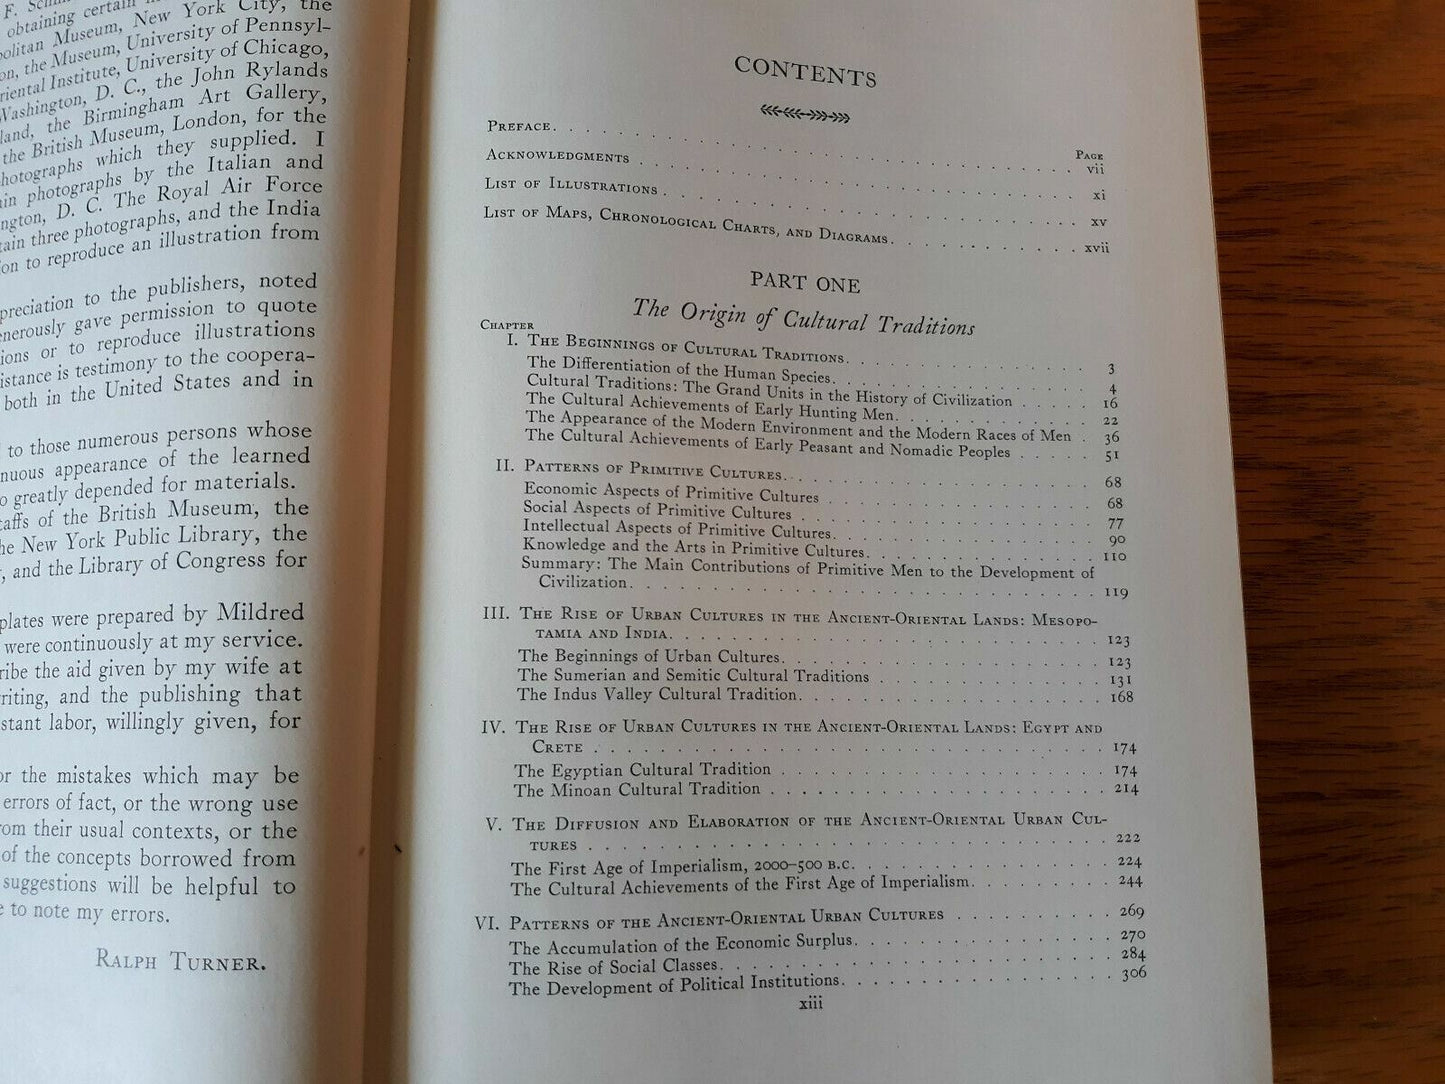 obtaining certain
Museum, New York City, the
the Museum, University of Pennsyl-
Institute, University of Chicago,
Washington, D. C., the John Rylands
the Birmingham Art Gallery,
the British Museum, London, for the
which they supplied. I
photographs by the Italian and
D. C. The Royal Air Force
three photographs, and the India
to reproduce an illustration from
to the publishers, noted
gave permission to quote
or to reproduce illustrations
is testimony to the coopera-
both in the United States and in
to those numerous persons whose
appearance of the learned
greatly depended for materials.
of the British Museum, the
New York Public Library, the
, and the Library of Congress for
plates were prepared by Mildred
were continuously at my service.
the aid given by my wife at
and the publishing that
labor, willingly given, for
the mistakes which may be
errors of fact, or the wrong use
their usual contexts, or the
of the concepts borrowed from
suggestions will be helpful to
to note my errors.
Ralph Turner.
CONTENTS
Page
Preface. . . . . . vii
Acknowledgments . . . . . . xi
List of Illustrations . . . . . . xv
List of Maps, Chronological Charts, and Diagrams. . . . . . xvii
PART ONE
The Origin of Cultural Traditions
Chapter
I. The Beginnings of Cultural Traditions. . . . . . 3
The Differentiation of the Human Species. . . . . . 4
Cultural Traditions: The Grand Units in the History of Civilization . . . . . 16
The Cultural Achievements of Early Hunting Men. . . . . . 22
The Appearance of the Modern Environment and the Modern Races of Men . 36
The Cultural Achievements of Early Peasant and Nomadic Peoples . . . . . 51
II. Patterns of Primitive Cultures. . . . . . 68
Economic Aspects of Primitive Cultures . . . . . . 68
Social Aspects of Primitive Cultures . . . . . . 77
Intellectual Aspects of Primitive Cultures. . . . . . 90
Knowledge and the Arts in Primitive Cultures. . . . . . 110
Summary: The Main Contributions of Primitive Men to the Development of
Civilization. . . . . . 119
III. The Rise of Urban Cultures in the Ancient-Oriental Lands: Mesopo-
tamia and India. . . . . . 123
The Beginnings of Urban Cultures. . . . . . 123
The Sumerian and Semitic Cultural Traditions . . . . . . 131
The Indus Valley Cultural Tradition. . . . . . 168
IV. The Rise of Urban Cultures in the Ancient-Oriental Lands: Egypt and
Crete . . . . . . 174
The Egyptian Cultural Tradition . . . . . . 174
The Minoan Cultural Tradition . . . . . . 214
V. The Diffusion and Elaboration of the Ancient-Oriental Urban Cul-
tures . . . . . . 222
The First Age of Imperialism, 2000–500 b.c. . . . . . 224
The Cultural Achievements of the First Age of Imperialism. . . . . . 244
VI. Patterns of the Ancient-Oriental Urban Cultures . . . . . . 269
The Accumulation of the Economic Surplus. . . . . . 270
The Rise of Social Classes. . . . . . 284
The Development of Political Institutions. . . . . . 306
xiii